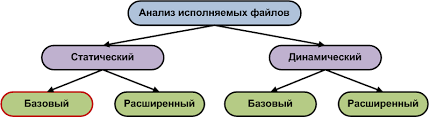 Анализ исполняемых файлов
Статический
Динамический
Базовый
Расширенный
Базовый
Расширенный